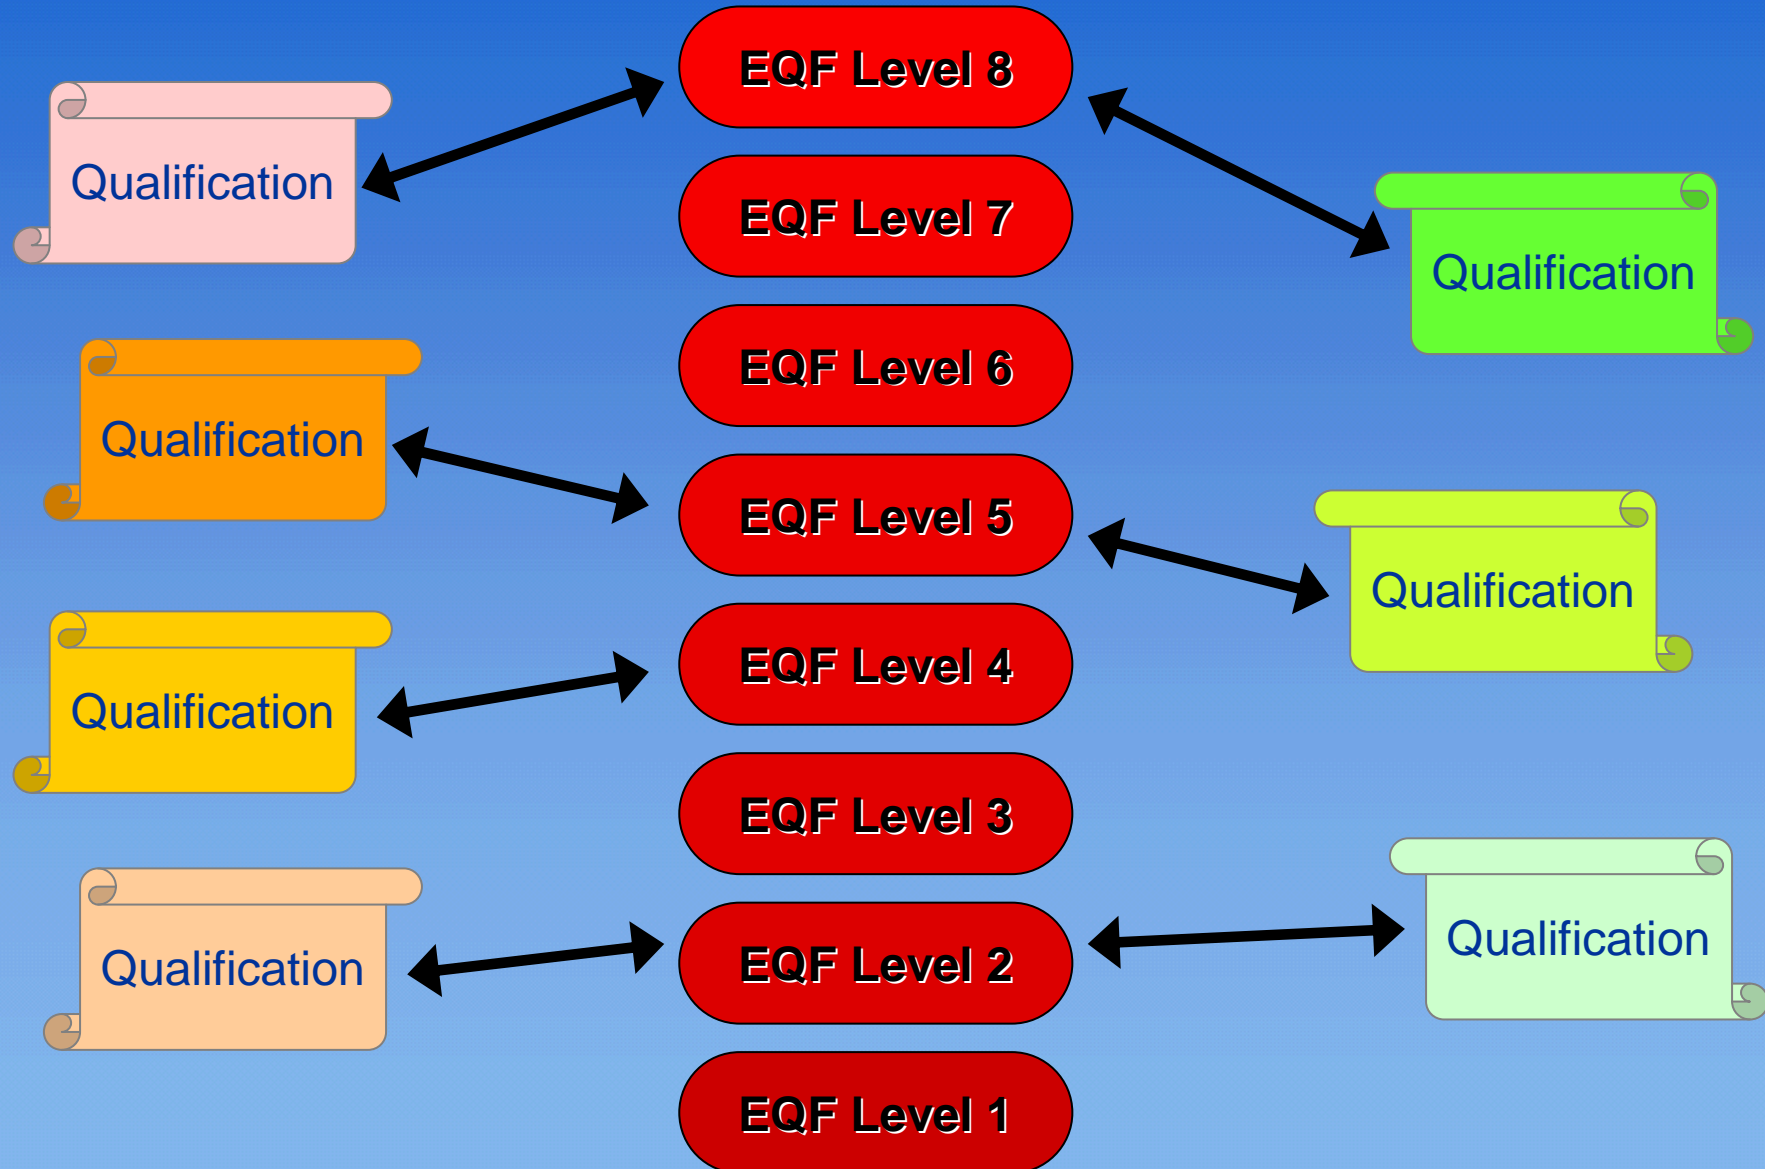 EQF Level 8
Qualification
EQF Level 7
Qualification
EQF Level 6
Qualification
EQF Level 5
Qualification
EQF Level 4
Qualification
EQF Level 3
Qualification
EQF Level 2
Qualification
EQF Level 1